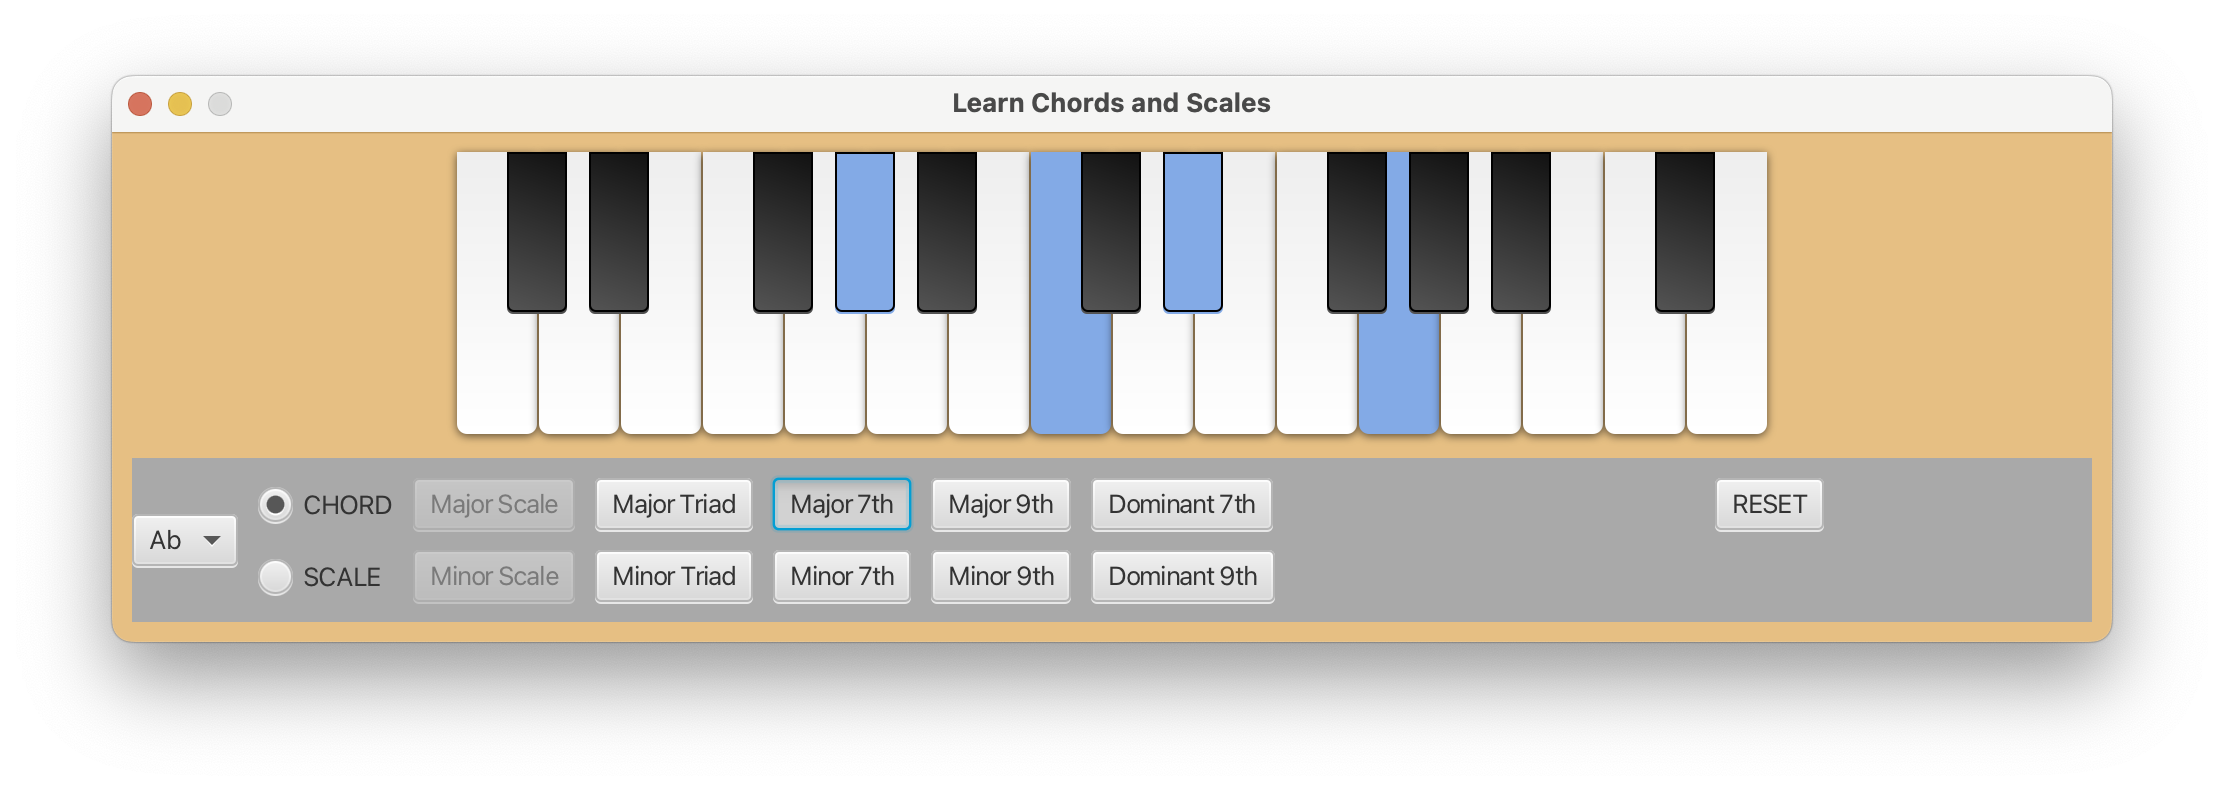 Learn Chords and Scales
Ab
CHORD Major Scale Major Triad Major 7th Major 9th Dominant 7th RESET
SCALE Minor Scale Minor Triad Minor 7th Minor 9th Dominant 9th